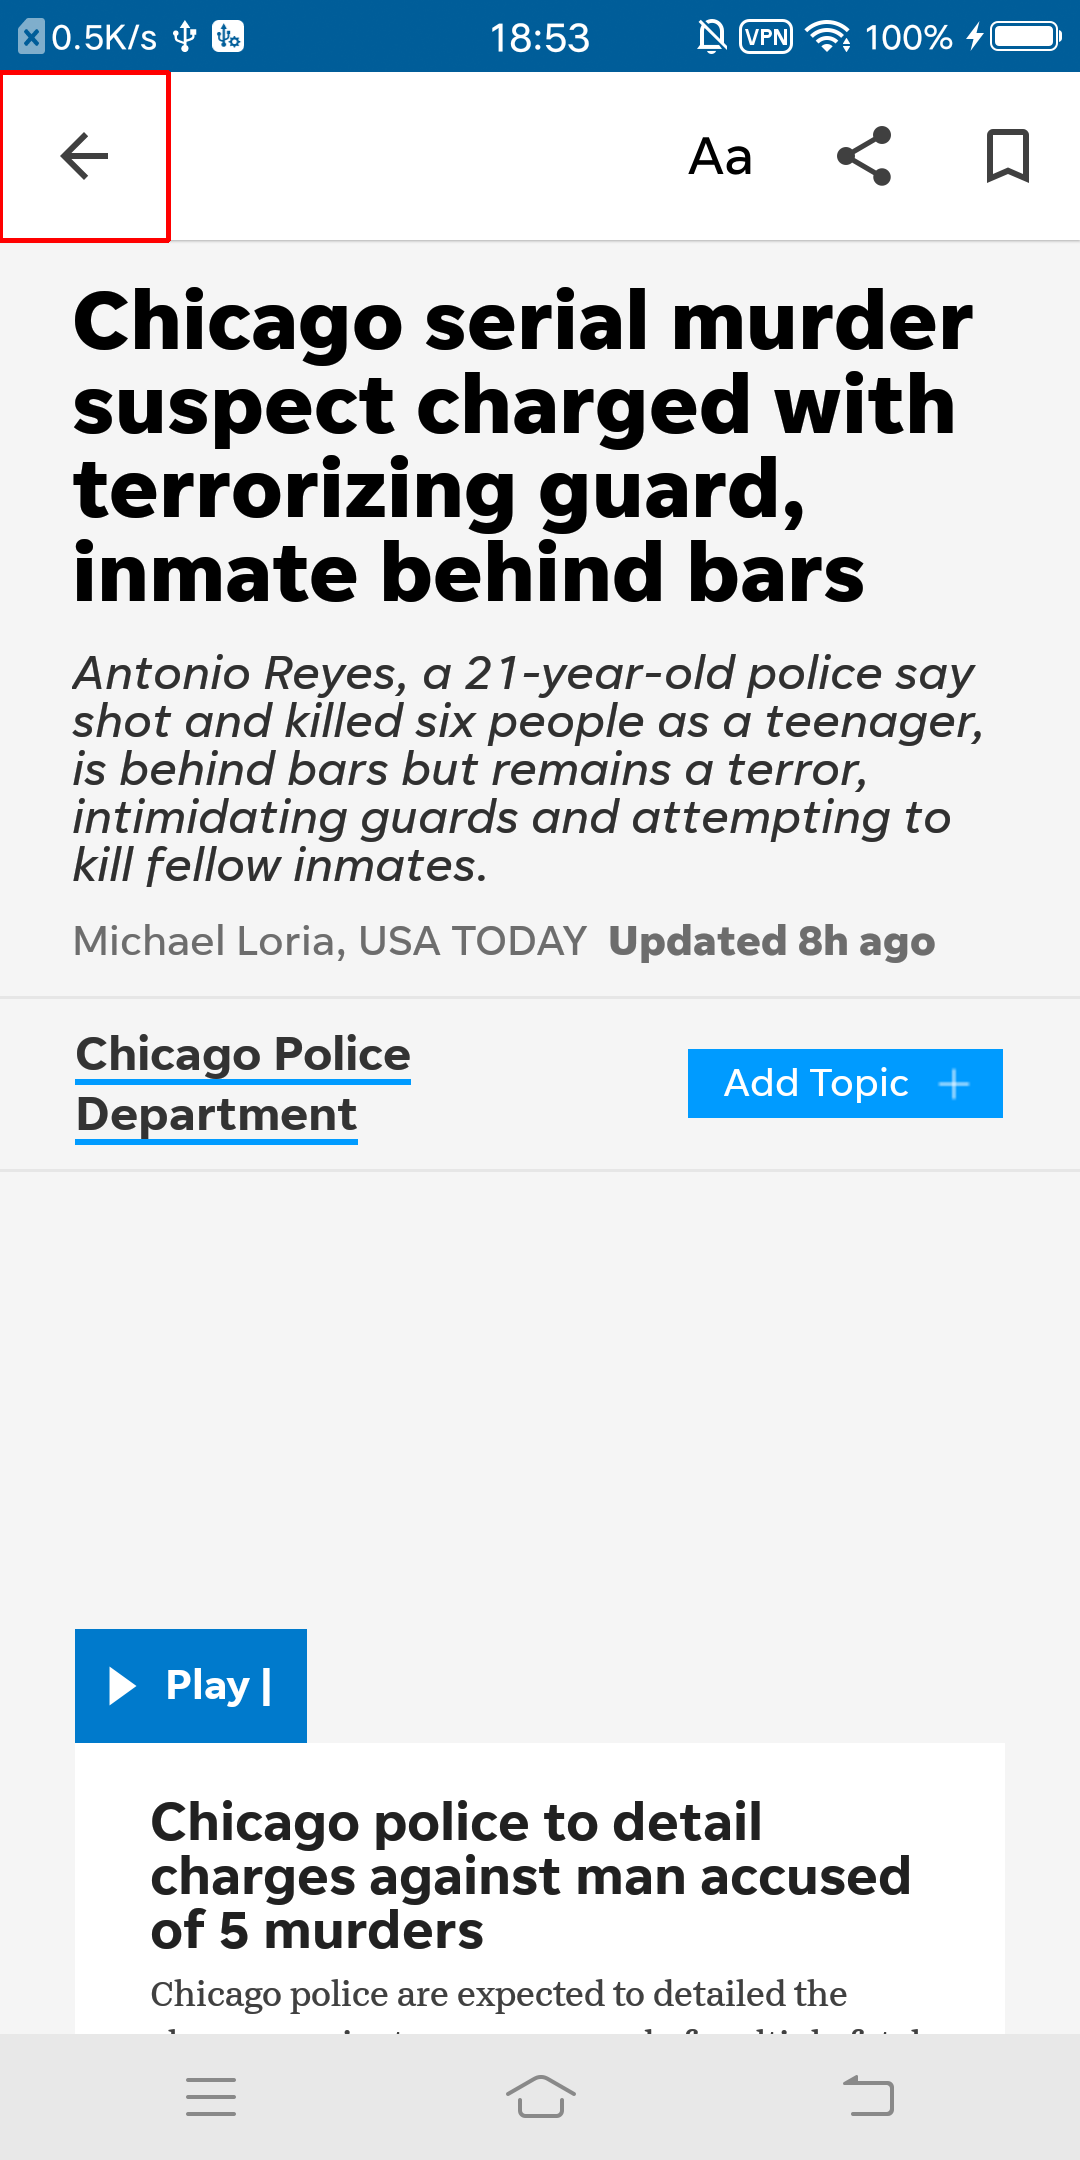 0.5K/s 18:53 VPN 100%
Aa
Chicago serial murder
suspect charged with
terrorizing guard,
inmate behind bars
Antonio Reyes, a 21-year-old police say
shot and killed six people as a teenager,
is behind bars but remains a terror,
intimidating guards and attempting to
kill fellow inmates.
Michael Loria, USA TODAY Updated 8h ago
Chicago Police
Department
Add Topic
Play |
Chicago police to detail
charges against man accused
of 5 murders
Chicago police are expected to detailed the